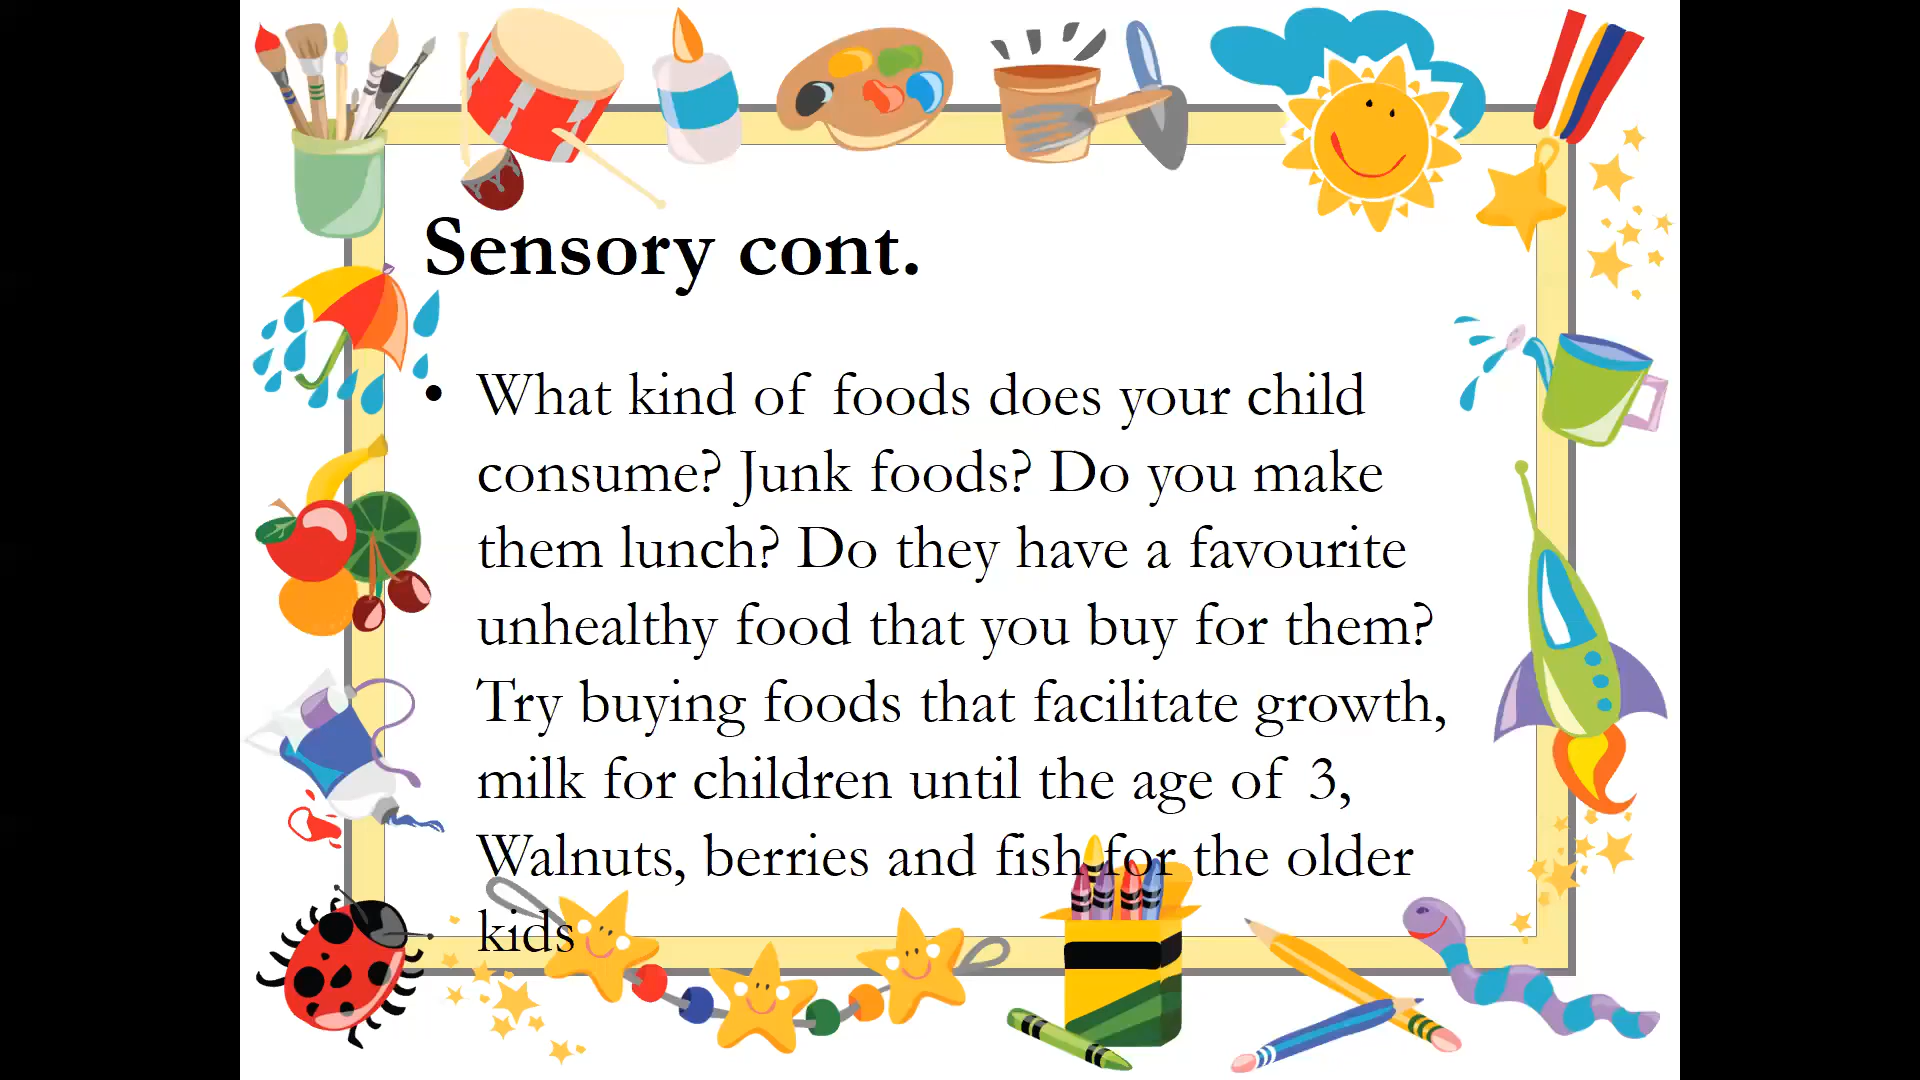 Sensory cont.
• What kind of foods does your child
consume? Junk foods? Do you make
them lunch? Do they have a favourite
unhealthy food that you buy for them?
Try buying foods that facilitate growth,
milk for children until the age of 3,
Walnuts, berries and fish for the older
kids